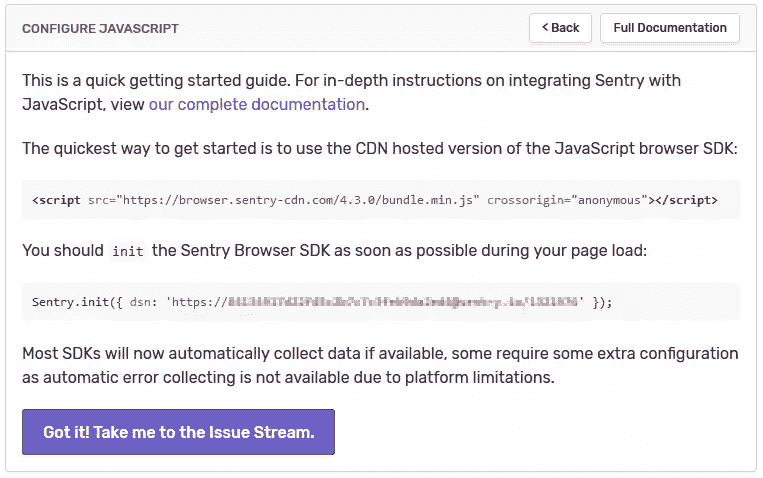 CONFIGURE JAVASCRIPT
< Back
Full Documentation
This is a quick getting started guide. For in-depth instructions on integrating Sentry with
JavaScript, view our complete documentation.
The quickest way to get started is to use the CDN hosted version of the JavaScript browser SDK:
<script src="https://browser.sentry-cdn.com/4.3.0/bundle.min.js" crossorigin="anonymous"></script>
You should init the Sentry Browser SDK as soon as possible during your page load:
Sentry.init({ dsn: 'https://' });
Most SDKs will now automatically collect data if available, some require some extra configuration
as automatic error collecting is not available due to platform limitations.
Got it! Take me to the Issue Stream.